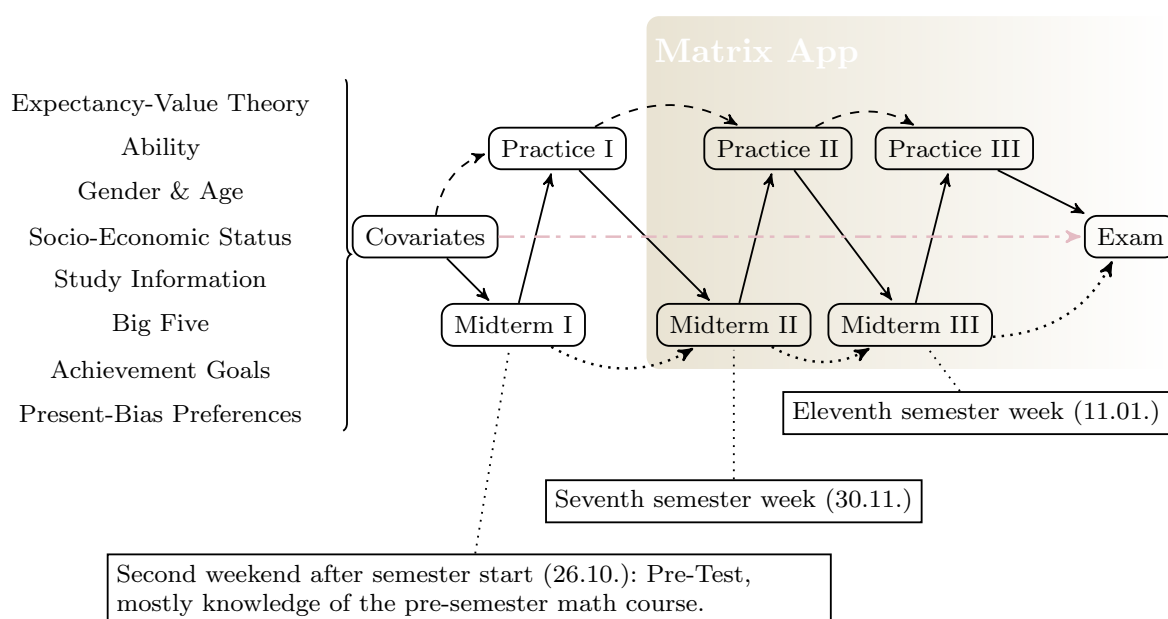 Matrix App
Expectancy-Value Theory
Ability
Gender & Age
Socio-Economic Status
Study Information
Big Five
Achievement Goals
Present-Bias Preferences
Practice I
Practice II
Practice III
Covariates
Exam
Midterm I
Midterm II
Midterm III
Eleventh semester week (11.01.)
Seventh semester week (30.11.)
Second weekend after semester start (26.10.): Pre-Test,
mostly knowledge of the pre-semester math course.